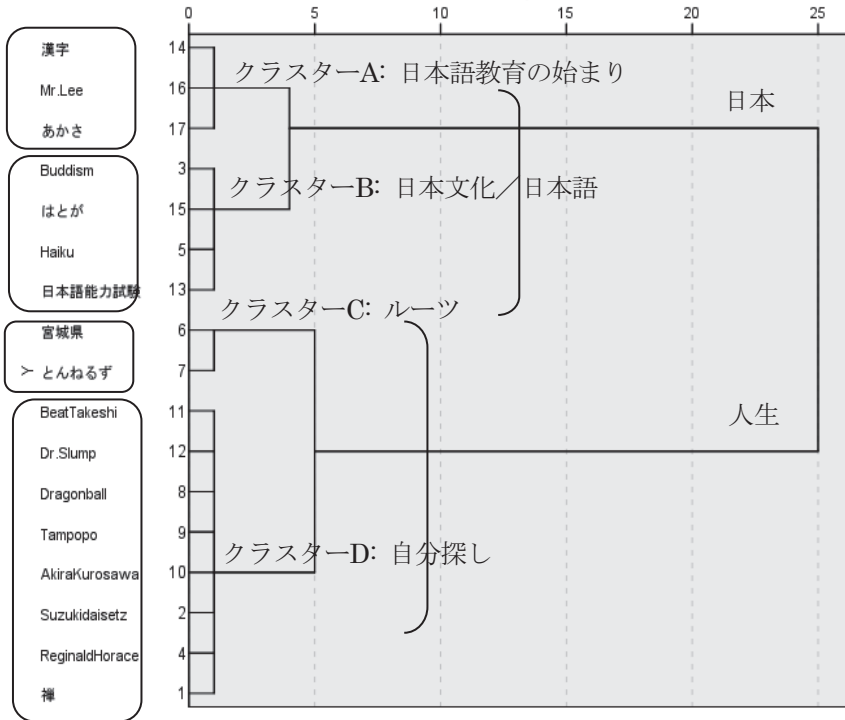 0 5 10 15 20 25
漢字 14
クラスターA: 日本語教育の始まり
Mr.Lee 16
日本
あかさ 17
Buddism 3
クラスターB: 日本文化／日本語
はとが 15
Haiku 5
日本語能力試験 13
クラスターC: ルーツ
宮城県 6
Y とんねるず 7
BeatTakeshi 11
人生
Dr.Slump 12
Dragonball 8
Tampopo 9
クラスターD: 自分探し
AkiraKurosawa 10
Suzukidaisetz 2
ReginaldHorace 4
禅 1